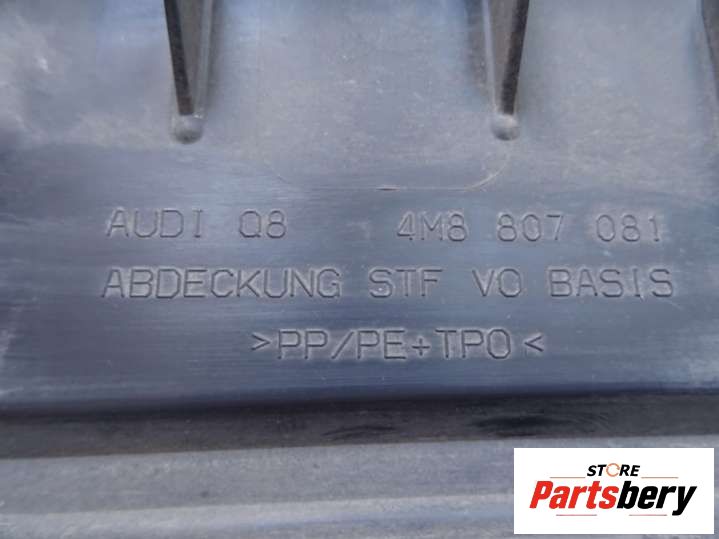 AUDI Q8 4M8 807 081
ABDECKUNG STF VO BASIS
>PP/PE+TPO<
STORE
Partsbery